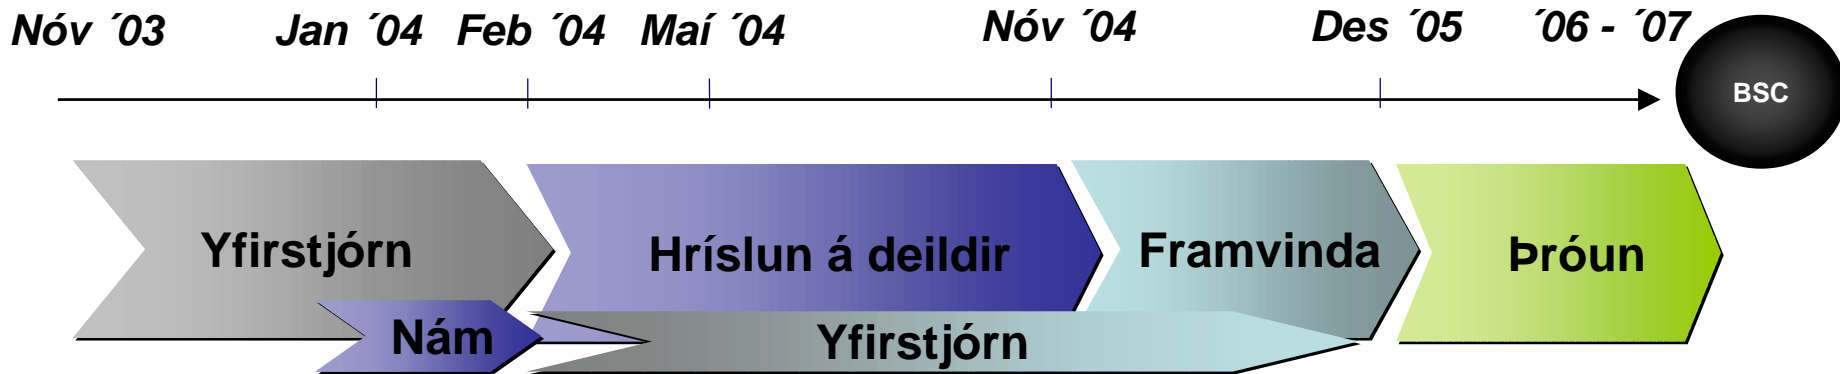 Nóv ´03 Jan ´04 Feb ´04 Maí ´04 Nóv ´04 Des ´05 ´06 - ´07
BSC
Yfirstjórn Hríslun á deildir Framvinda Þróun
Nám Yfirstjórn